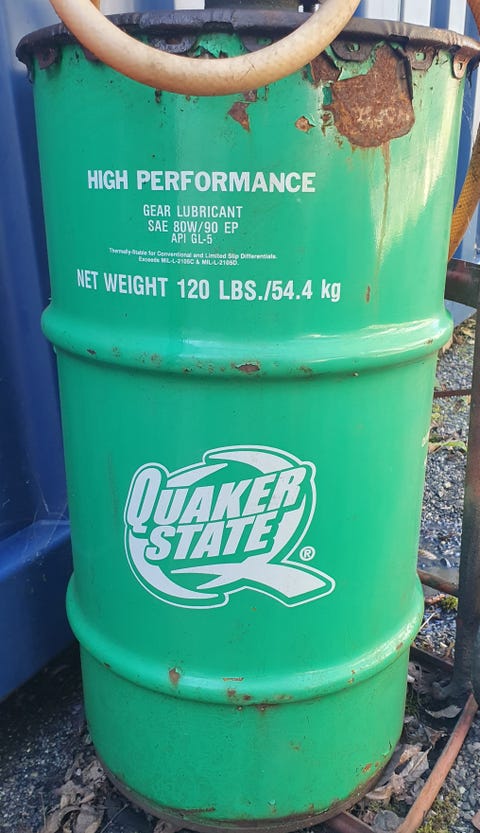 HIGH PERFORMANCE
GEAR LUBRICANT
SAE 80W/90 EP
API GL-5
Thermally-Stable for Conventional and Limited Slip Differentials.
Exceeds MIL-L-2105C & MIL-L-2105D.
NET WEIGHT 120 LBS./54.4 kg
QUAKER
STATE
®